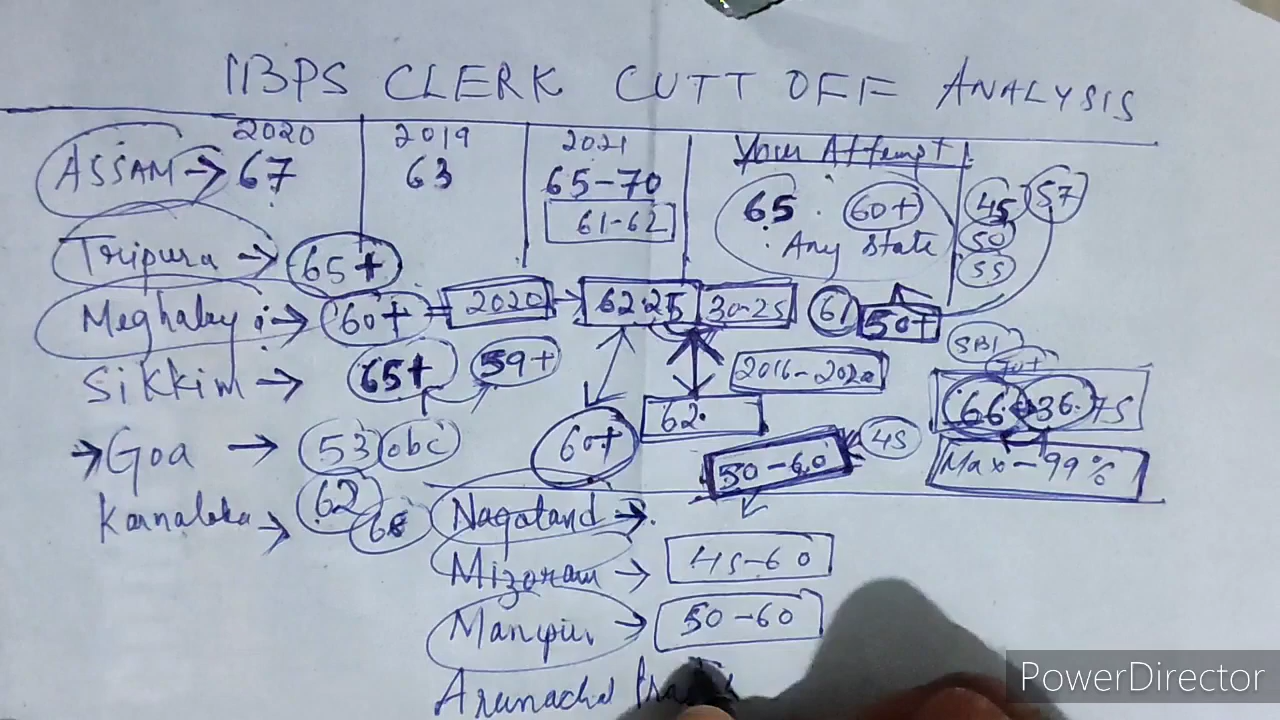 IBPS CLERK CUTT OFF ANALYSIS
2020 2019 2021 Your Attempt
ASSAM → 67 63 65-70 65 60+ 45 57
61-62 Any State 50
Tripura → 65+ 55
Meghalay → 60+ = 2020 → 62.25 30-25 61 50+
SBI
70+
Sikkim → 65+ 59+ 2016-2020
62. 66 36.75
→ Goa → 53 obc 60+ 50-60 45 Max-99%
Karnataka → 62 68 Nagaland →
Mizoram → 45-60
Manipur → 50-60
Arunachal
PowerDirector